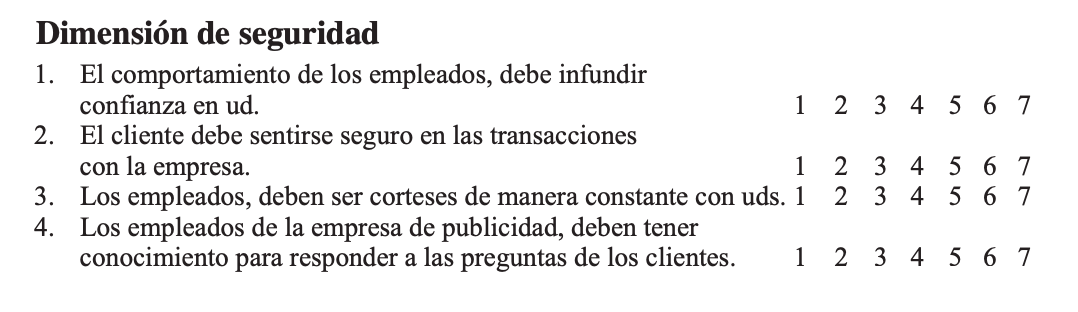 Dimensión de seguridad
1. El comportamiento de los empleados, debe infundir
confianza en ud. 1 2 3 4 5 6 7
2. El cliente debe sentirse seguro en las transacciones
con la empresa. 1 2 3 4 5 6 7
3. Los empleados, deben ser corteses de manera constante con uds. 1 2 3 4 5 6 7
4. Los empleados de la empresa de publicidad, deben tener
conocimiento para responder a las preguntas de los clientes. 1 2 3 4 5 6 7